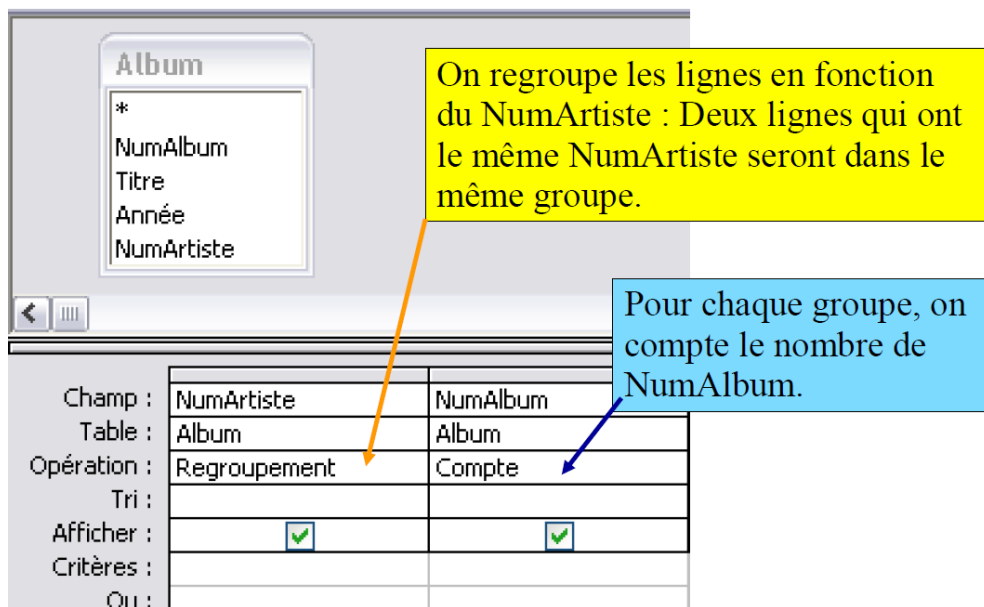 Album
*
NumAlbum
Titre
Année
NumArtiste
On regroupe les lignes en fonction
du NumArtiste : Deux lignes qui ont
le même NumArtiste seront dans le
même groupe.
Pour chaque groupe, on
compte le nombre de
NumAlbum.
Champ : NumArtiste NumAlbum
Table : Album Album
Opération : Regroupement Compte
Tri :
Afficher :
Critères :
Ou :